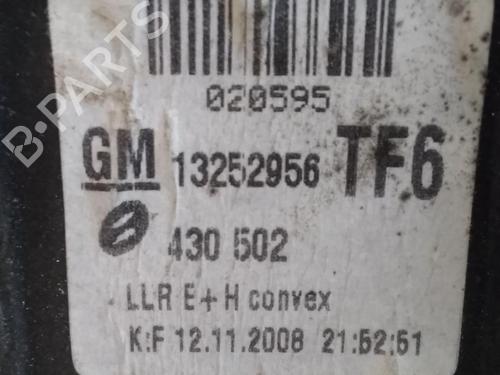 B-PARTS
020595
GM 13252956 TF6
430 502
LLR E+H convex
K:F 12.11.2008 21:52:51